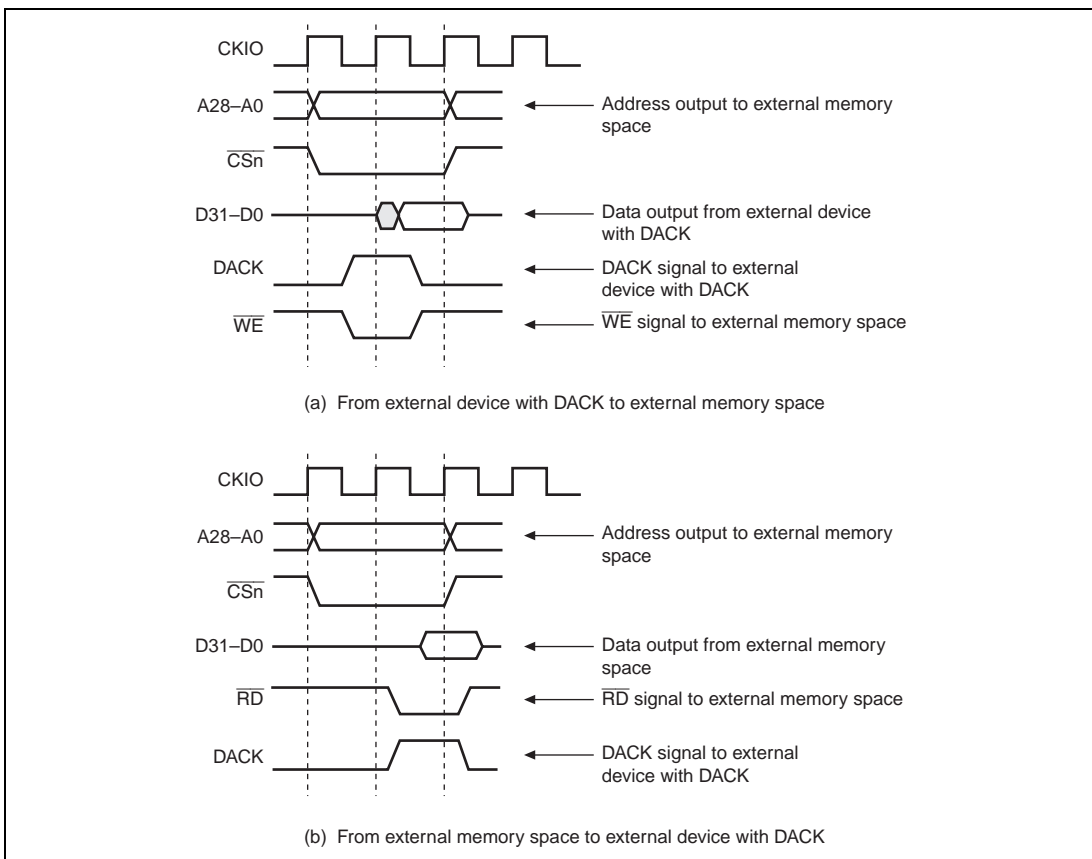 CKIO
A28–A0
Address output to external memory
space
CSn
D31–D0
Data output from external device
with DACK
DACK
DACK signal to external
device with DACK
WE
WE signal to external memory space
(a) From external device with DACK to external memory space
CKIO
A28–A0
Address output to external memory
space
CSn
D31–D0
Data output from external memory
space
RD
RD signal to external memory space
DACK
DACK signal to external
device with DACK
(b) From external memory space to external device with DACK